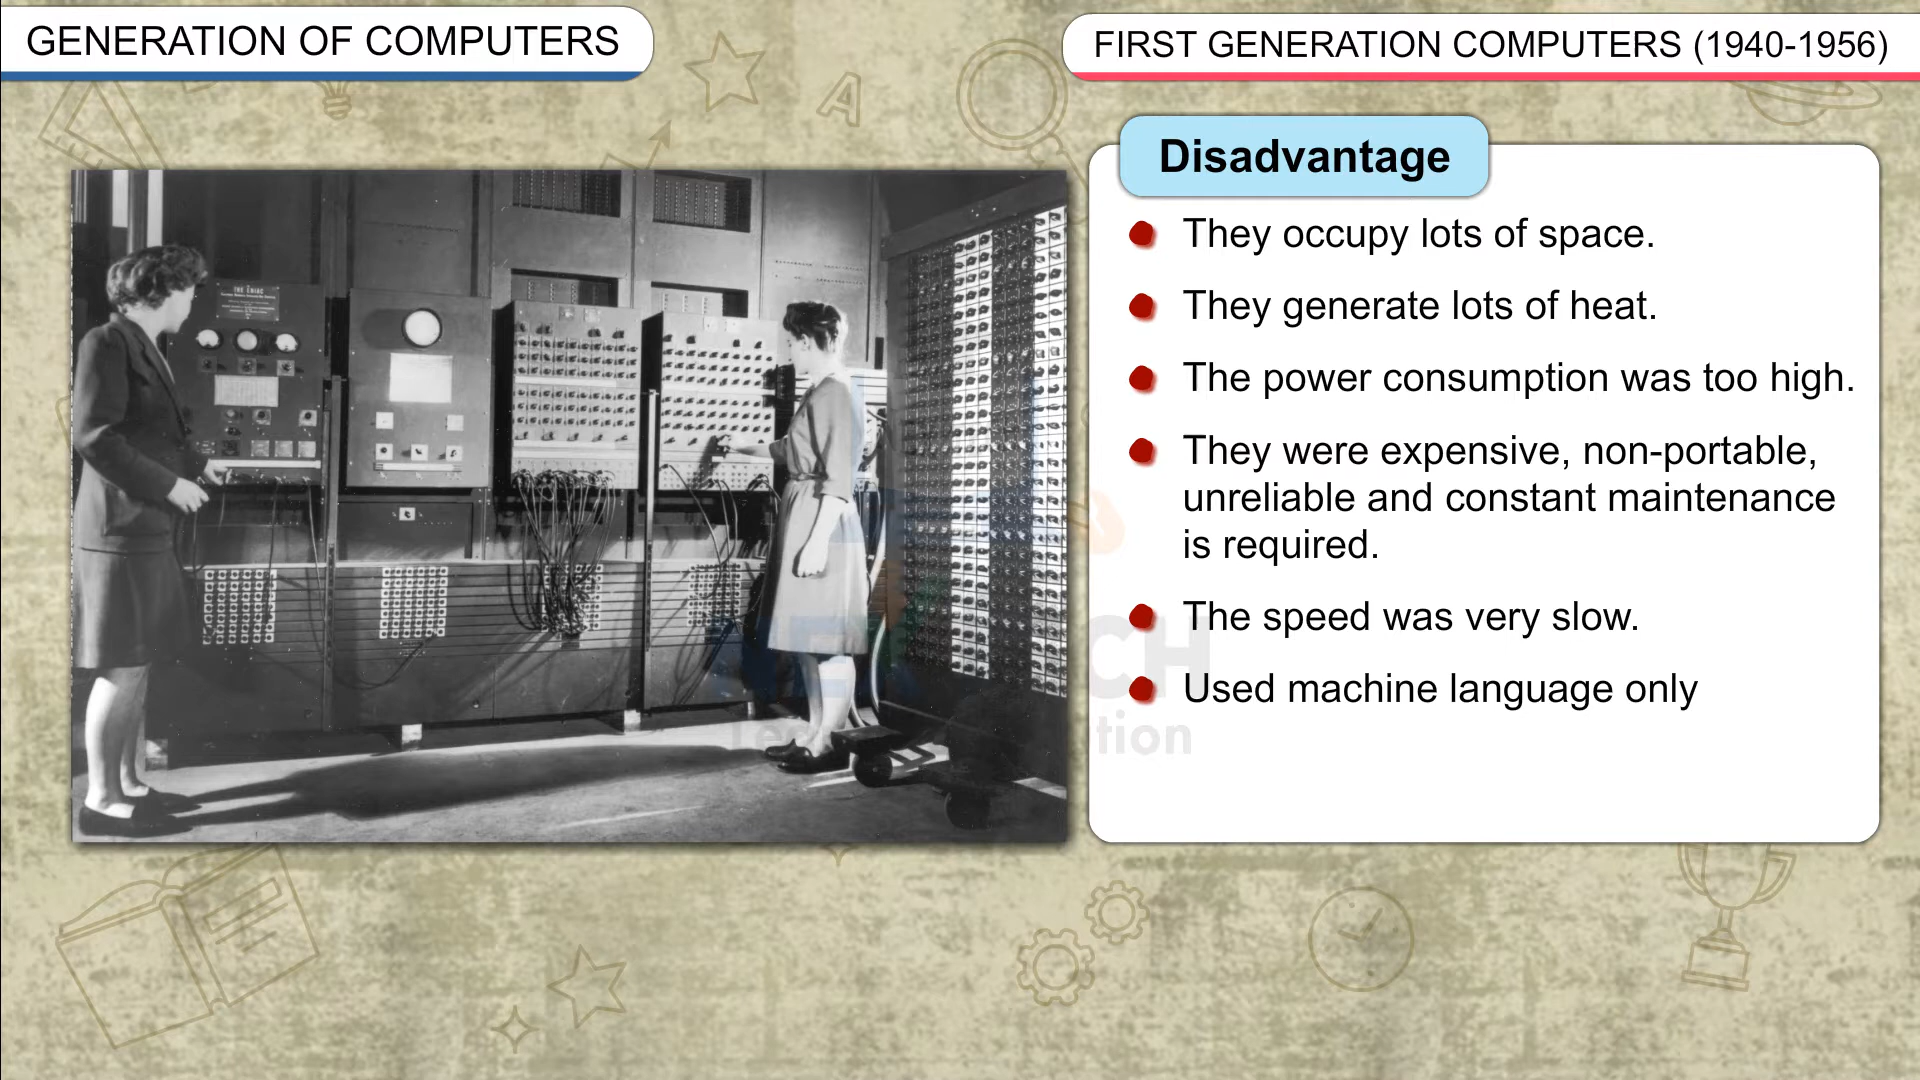 GENERATION OF COMPUTERS
FIRST GENERATION COMPUTERS (1940-1956)
Disadvantage
They occupy lots of space.
They generate lots of heat.
The power consumption was too high.
They were expensive, non-portable,
unreliable and constant maintenance
is required.
The speed was very slow.
Used machine language only
THE ENIAC